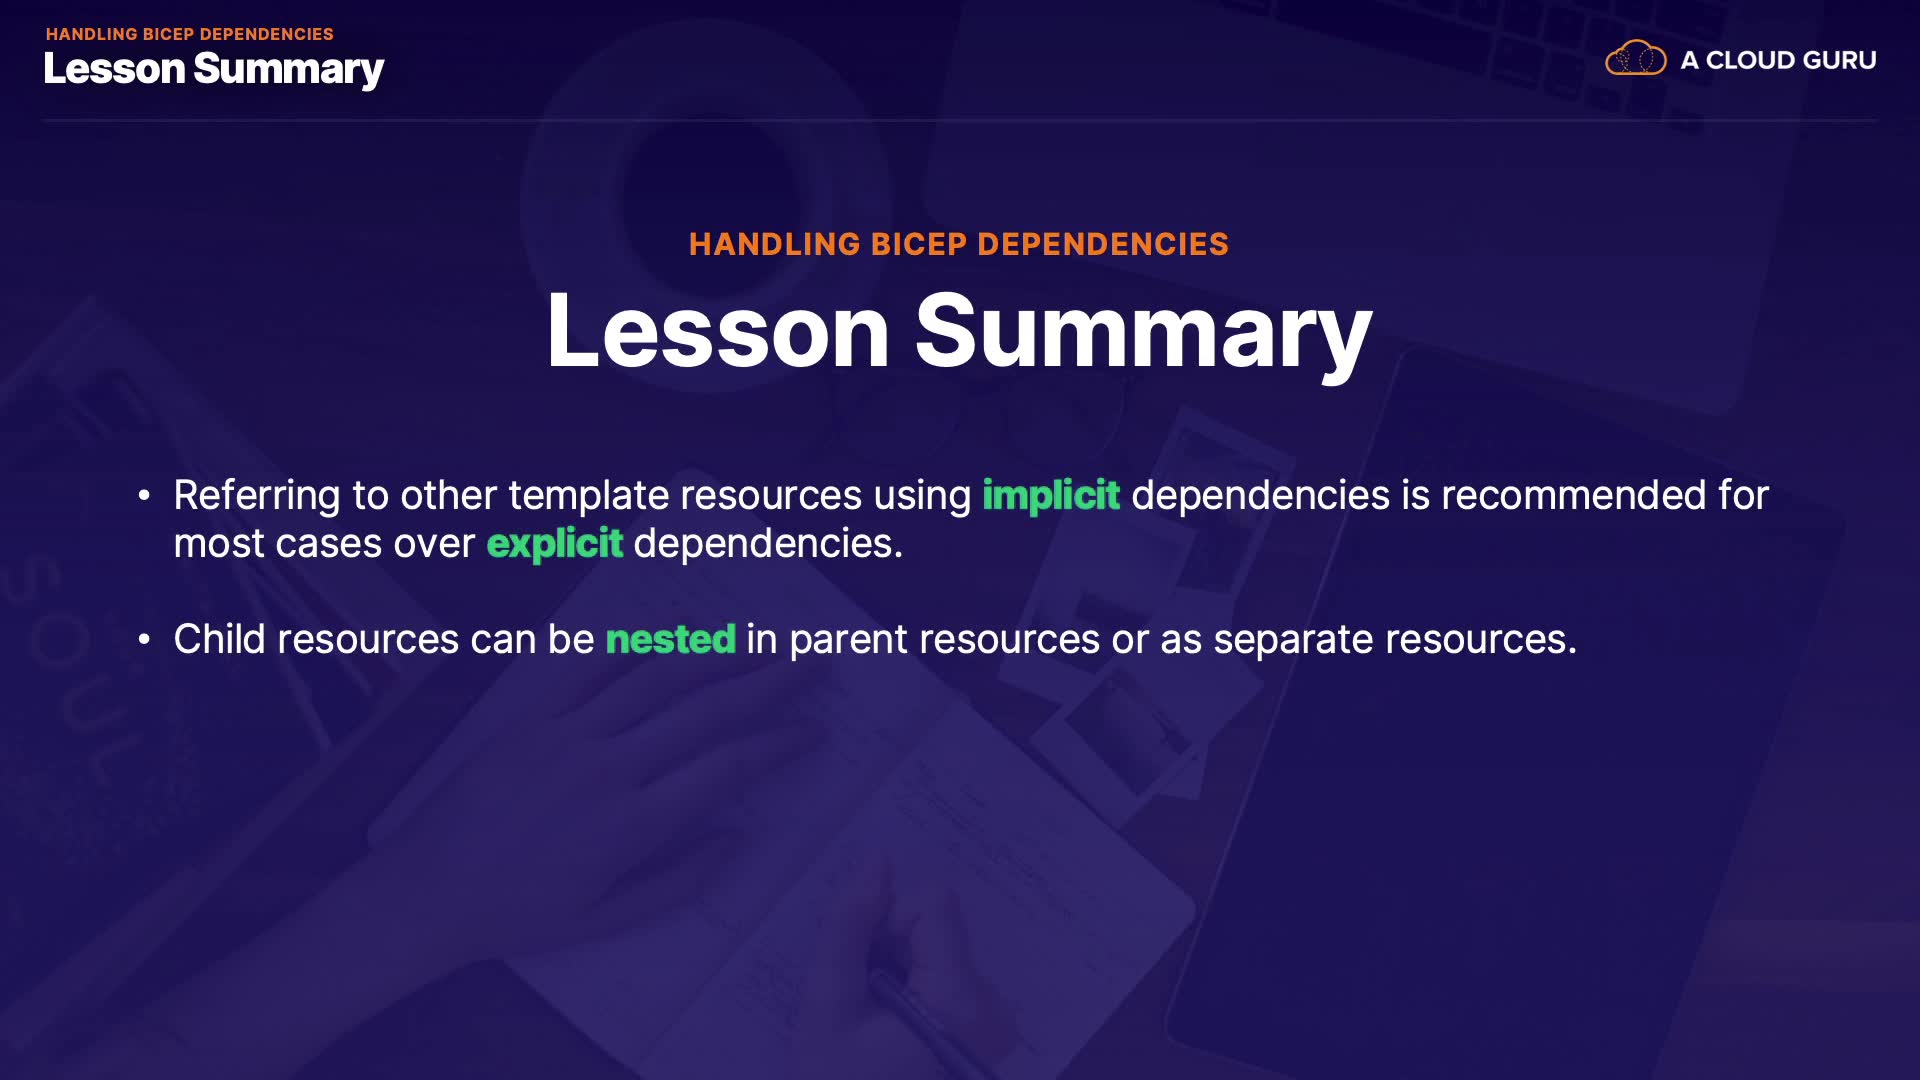 HANDLING BICEP DEPENDENCIES
Lesson Summary
A CLOUD GURU
HANDLING BICEP DEPENDENCIES
Lesson Summary
• Referring to other template resources using implicit dependencies is recommended for
most cases over explicit dependencies.
• Child resources can be nested in parent resources or as separate resources.
SOUL